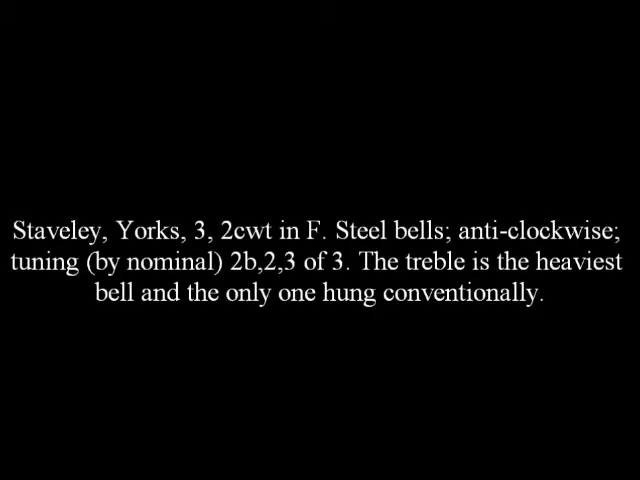 Staveley, Yorks, 3, 2cwt in F. Steel bells; anti-clockwise;
tuning (by nominal) 2b,2,3 of 3. The treble is the heaviest
bell and the only one hung conventionally.